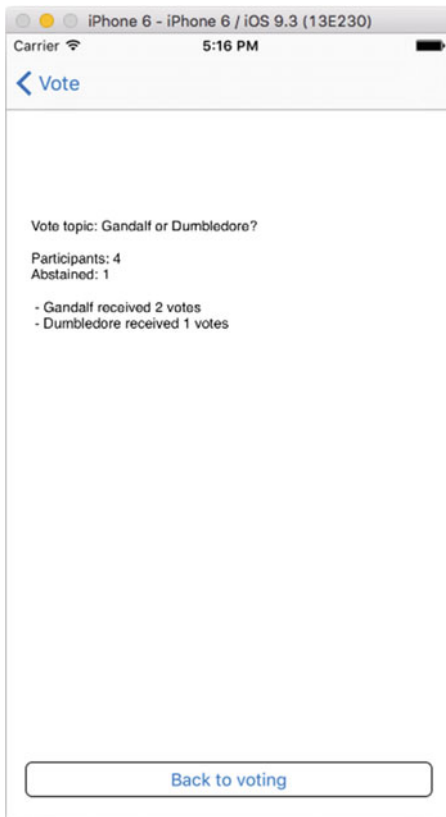 iPhone 6 - iPhone 6 / iOS 9.3 (13E230)
Carrier 5:16 PM
Vote
Vote topic: Gandalf or Dumbledore?
Participants: 4
Abstained: 1
- Gandalf received 2 votes
- Dumbledore received 1 votes
Back to voting